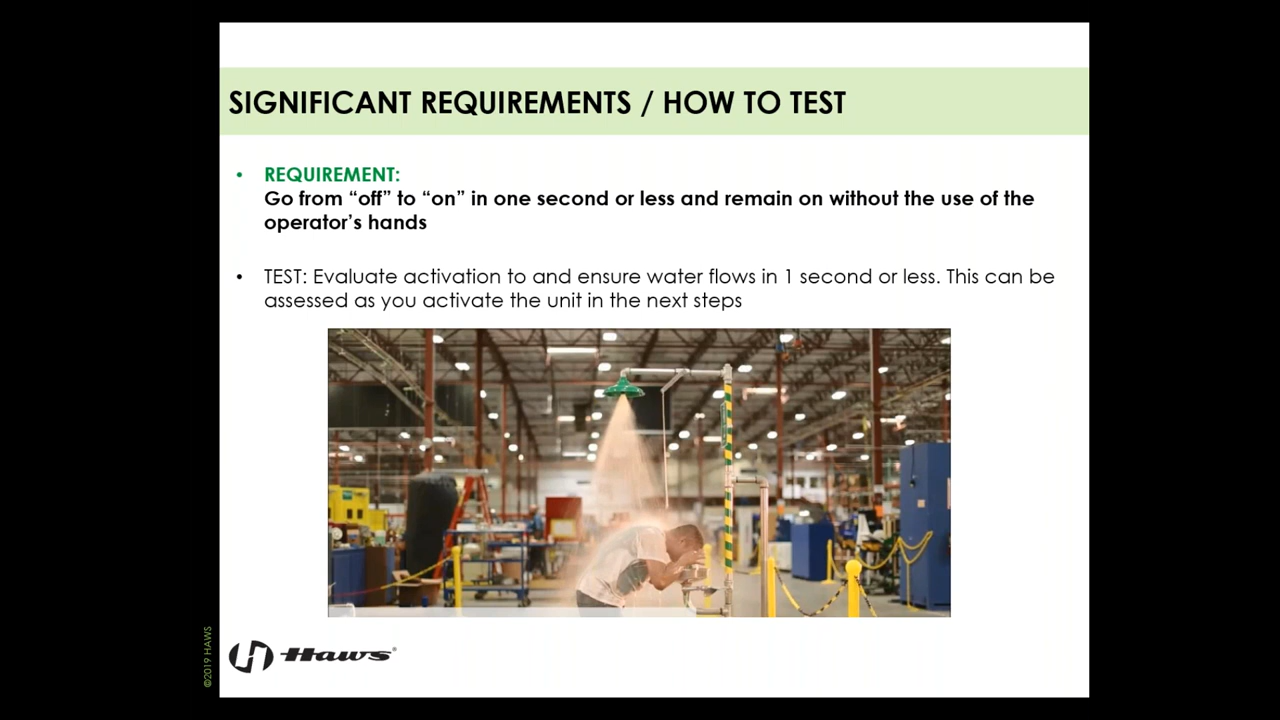 SIGNIFICANT REQUIREMENTS / HOW TO TEST
• REQUIREMENT:
Go from “off” to “on” in one second or less and remain on without the use of the
operator’s hands
• TEST: Evaluate activation to and ensure water flows in 1 second or less. This can be
assessed as you activate the unit in the next steps
©2019 HAWS
Haws®